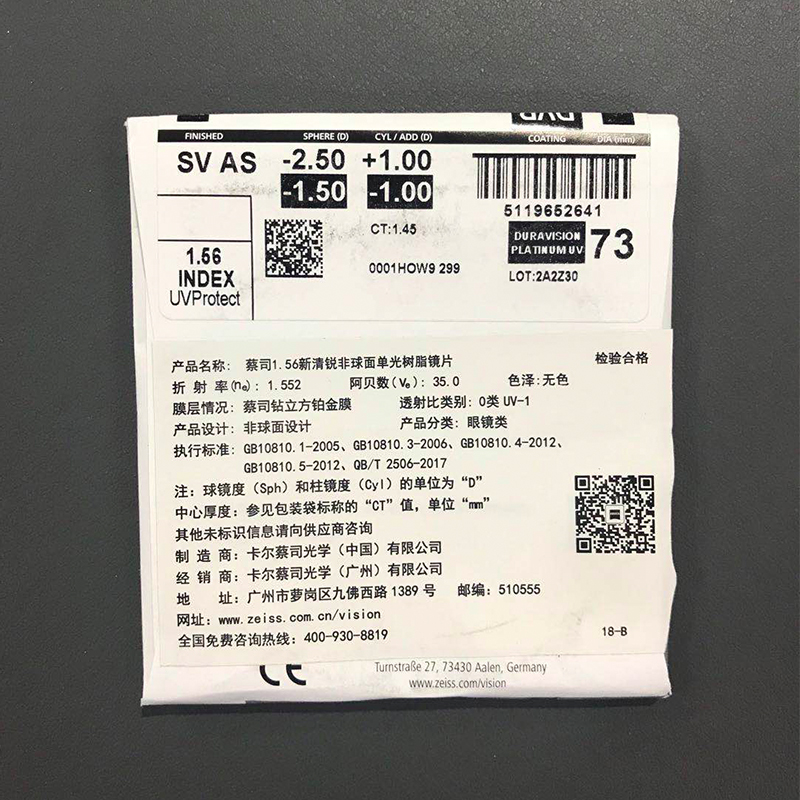 FINISHED SPHERE (D) CYL / ADD (D) COATING DIA (mm)
SV AS -2.50 +1.00
-1.50 -1.00
5119652641
CT:1.45
DURAVISION
PLATINUM UV 73
1.56
INDEX
UVProtect
0001HOW9 299
LOT:2A2Z30
产品名称: 蔡司1.56新清锐非球面单光树脂镜片 检验合格
折 射 率(ne): 1.552 阿贝数(Ve): 35.0 色泽:无色
膜层情况: 蔡司钻立方铂金膜 透射比类别: 0类 UV-1
产品设计: 非球面设计 产品分类: 眼镜类
执行标准: GB10810.1-2005、GB10810.3-2006、GB10810.4-2012、
GB10810.5-2012、QB/T 2506-2017
注: 球镜度 (Sph) 和柱镜度 (Cyl) 的单位为“D”
中心厚度: 参见包装袋标称的“CT”值, 单位“mm”
其他未标识信息请向供应商咨询
制 造 商: 卡尔蔡司光学 (中国) 有限公司
经 销 商: 卡尔蔡司光学 (广州) 有限公司
地 址: 广州市萝岗区九佛西路 1389 号 邮编: 510555
网址: www.zeiss.com.cn/vision
全国免费咨询热线: 400-930-8819 18-B
CE Turnstraße 27, 73430 Aalen, Germany
www.zeiss.com/vision